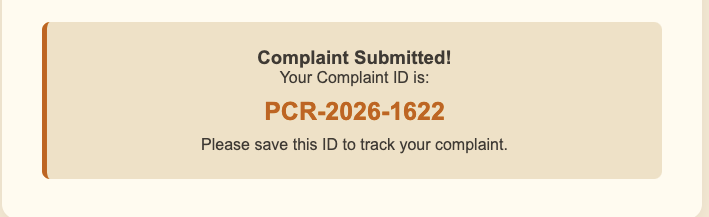 Complaint Submitted!
Your Complaint ID is:
PCR-2026-1622
Please save this ID to track your complaint.